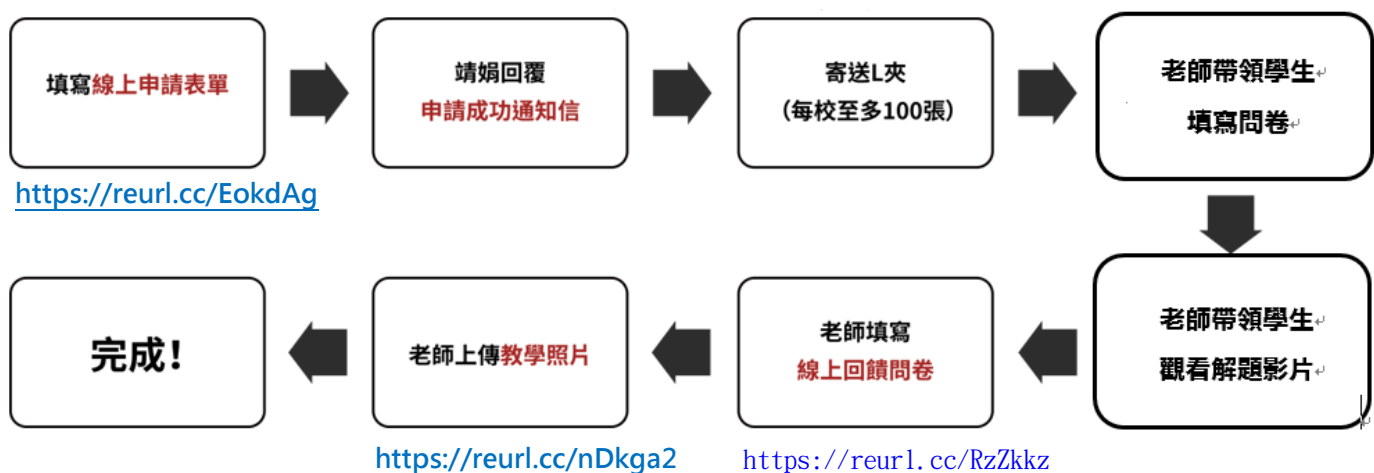 填寫線上申請表單
https://reurl.cc/EokdAg
靖娟回覆
申請成功通知信
寄送L夾
(每校至多100張)
老師帶領學生
填寫問卷
老師帶領學生
觀看解題影片
老師填寫
線上回饋問卷
https://reurl.cc/RzZkkz
老師上傳教學照片
https://reurl.cc/nDkga2
完成!